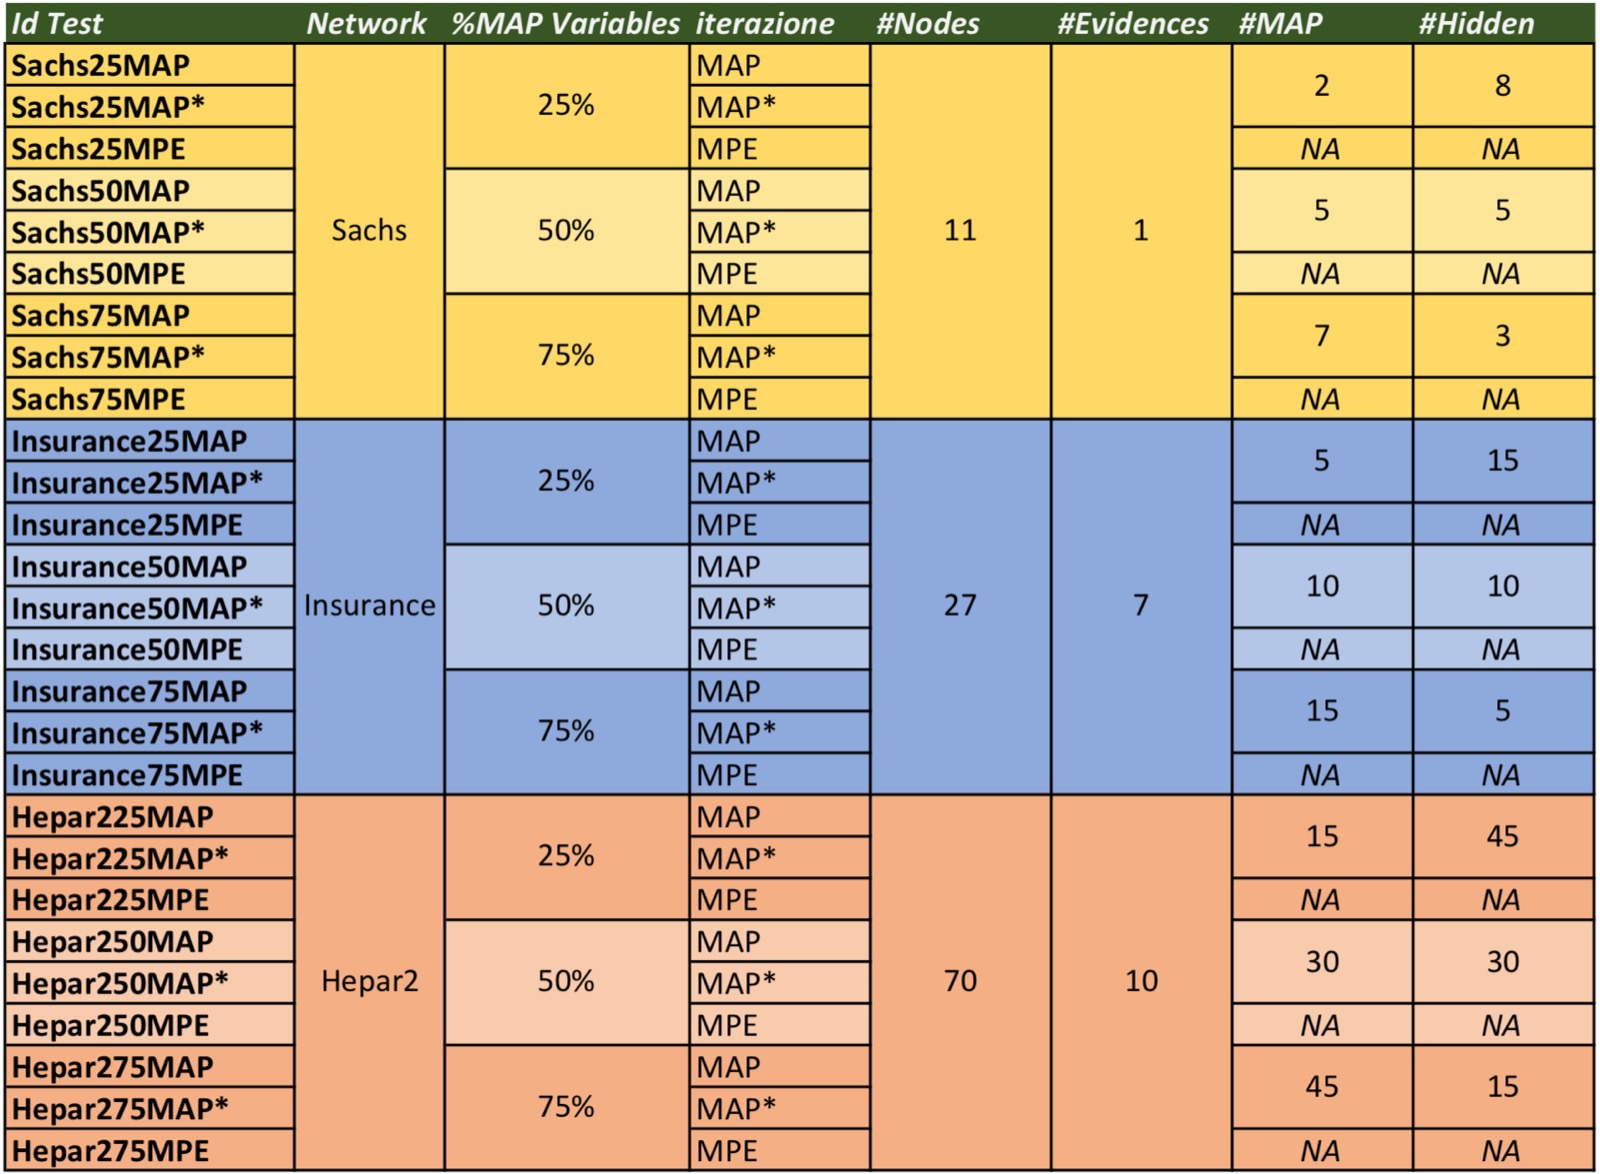 Id Test Network %MAP Variables iterazione #Nodes #Evidences #MAP #Hidden
Sachs25MAP Sachs 25% MAP 11 1 2 8
Sachs25MAP* MAP*
Sachs25MPE MPE NA NA
Sachs50MAP 50% MAP 5 5
Sachs50MAP* MAP*
Sachs50MPE MPE NA NA
Sachs75MAP 75% MAP 7 3
Sachs75MAP* MAP*
Sachs75MPE MPE NA NA
Insurance25MAP Insurance 25% MAP 27 7 5 15
Insurance25MAP* MAP*
Insurance25MPE MPE NA NA
Insurance50MAP 50% MAP 10 10
Insurance50MAP* MAP*
Insurance50MPE MPE NA NA
Insurance75MAP 75% MAP 15 5
Insurance75MAP* MAP*
Insurance75MPE MPE NA NA
Hepar225MAP Hepar2 25% MAP 70 10 15 45
Hepar225MAP* MAP*
Hepar225MPE MPE NA NA
Hepar250MAP 50% MAP 30 30
Hepar250MAP* MAP*
Hepar250MPE MPE NA NA
Hepar275MAP 75% MAP 45 15
Hepar275MAP* MAP*
Hepar275MPE MPE NA NA